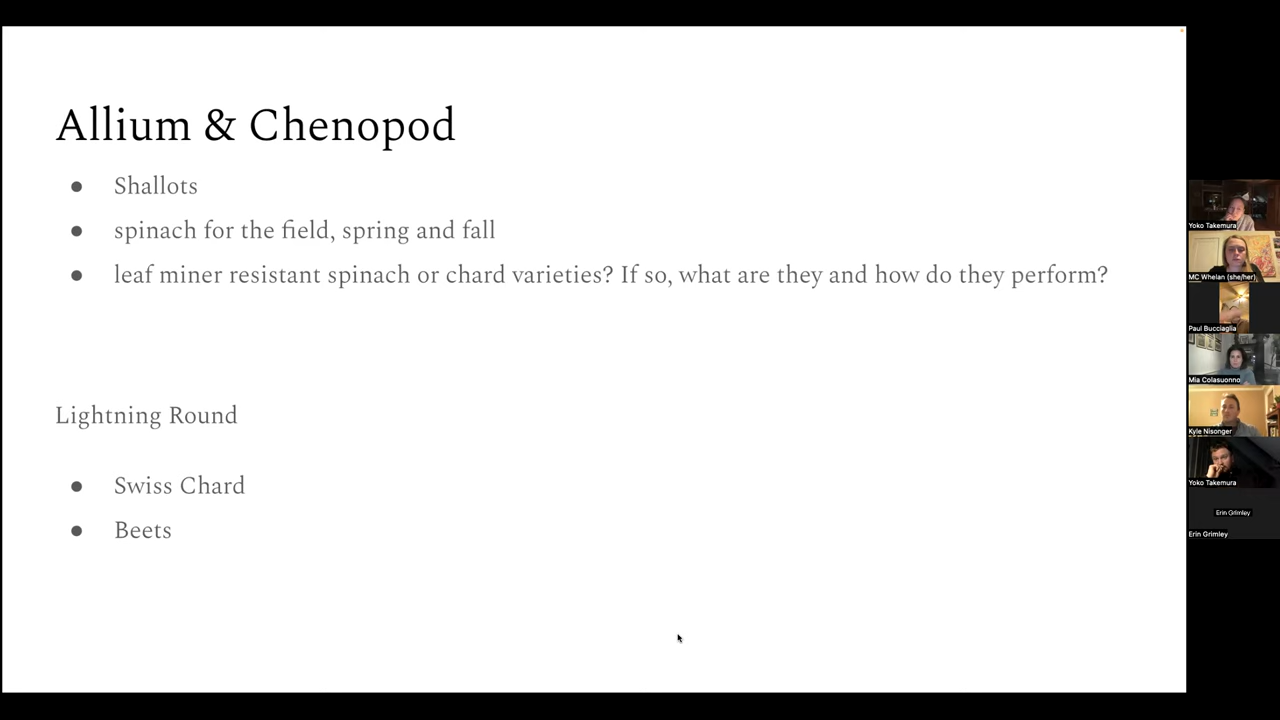 Allium & Chenopod
● Shallots
● spinach for the field, spring and fall
● leaf miner resistant spinach or chard varieties? If so, what are they and how do they perform?
Lightning Round
● Swiss Chard
● Beets
Yoko Takemura
MC Whelan (she/her)
Paul Bucciaglia
Mia Colasuonno
Kyle Nisonger
Yoko Takemura
Erin Grimley
Erin Grimley